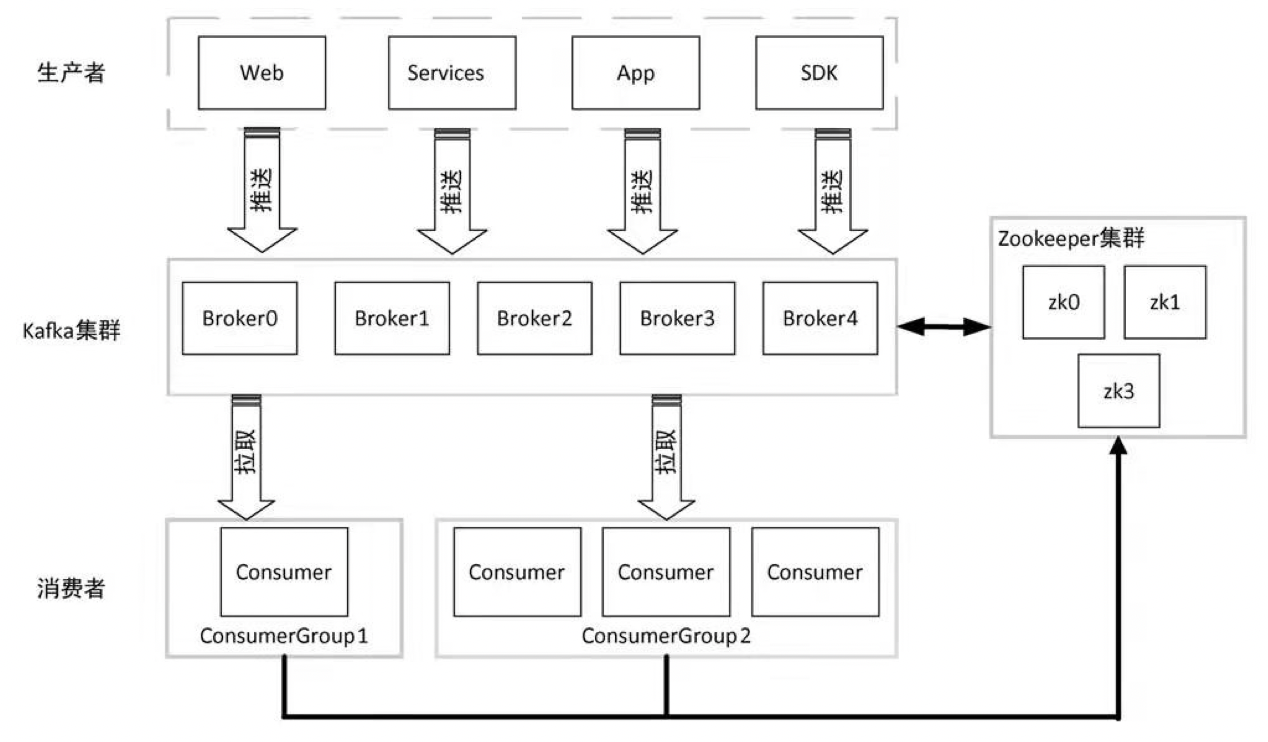 生产者
Web
Services
App
SDK
推送
推送
推送
推送
Zookeeper集群
zk0
zk1
zk3
Kafka集群
Broker0
Broker1
Broker2
Broker3
Broker4
拉取
拉取
消费者
Consumer
ConsumerGroup1
Consumer
Consumer
Consumer
ConsumerGroup2